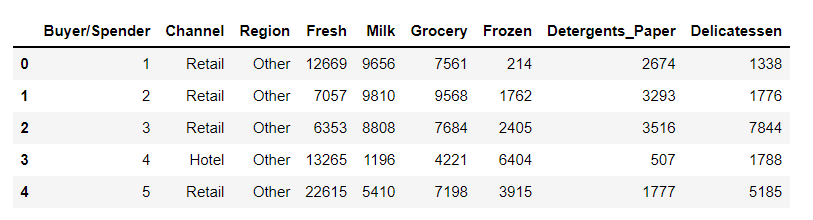 Buyer/Spender Channel Region Fresh Milk Grocery Frozen Detergents_Paper Delicatessen
0 1 Retail Other 12669 9656 7561 214 2674 1338
1 2 Retail Other 7057 9810 9568 1762 3293 1776
2 3 Retail Other 6353 8808 7684 2405 3516 7844
3 4 Hotel Other 13265 1196 4221 6404 507 1788
4 5 Retail Other 22615 5410 7198 3915 1777 5185